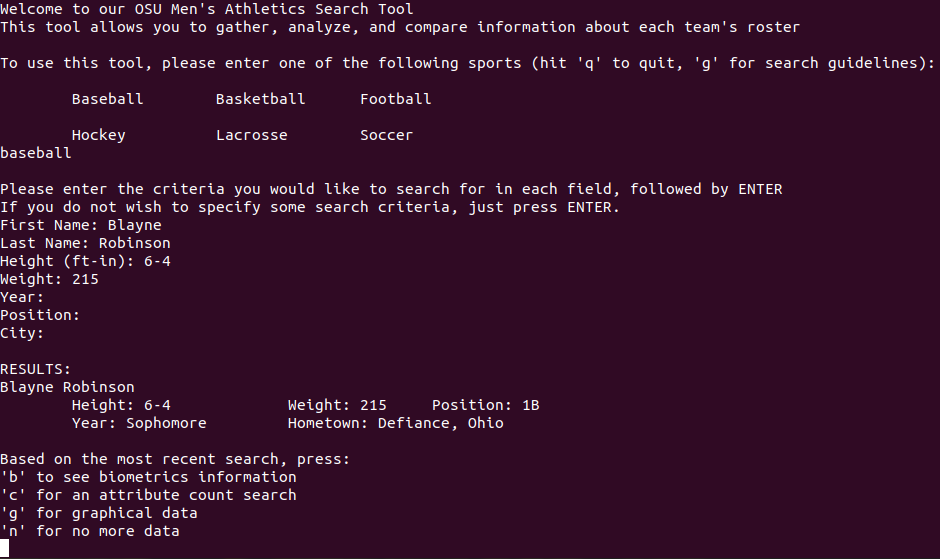 Welcome to our OSU Men's Athletics Search Tool
This tool allows you to gather, analyze, and compare information about each team's roster
To use this tool, please enter one of the following sports (hit 'q' to quit, 'g' for search guidelines):
Baseball Basketball Football
Hockey Lacrosse Soccer
baseball
Please enter the criteria you would like to search for in each field, followed by ENTER
If you do not wish to specify some search criteria, just press ENTER.
First Name: Blayne
Last Name: Robinson
Height (ft-in): 6-4
Weight: 215
Year:
Position:
City:
RESULTS:
Blayne Robinson
Height: 6-4 Weight: 215 Position: 1B
Year: Sophomore Hometown: Defiance, Ohio
Based on the most recent search, press:
'b' to see biometrics information
'c' for an attribute count search
'g' for graphical data
'n' for no more data